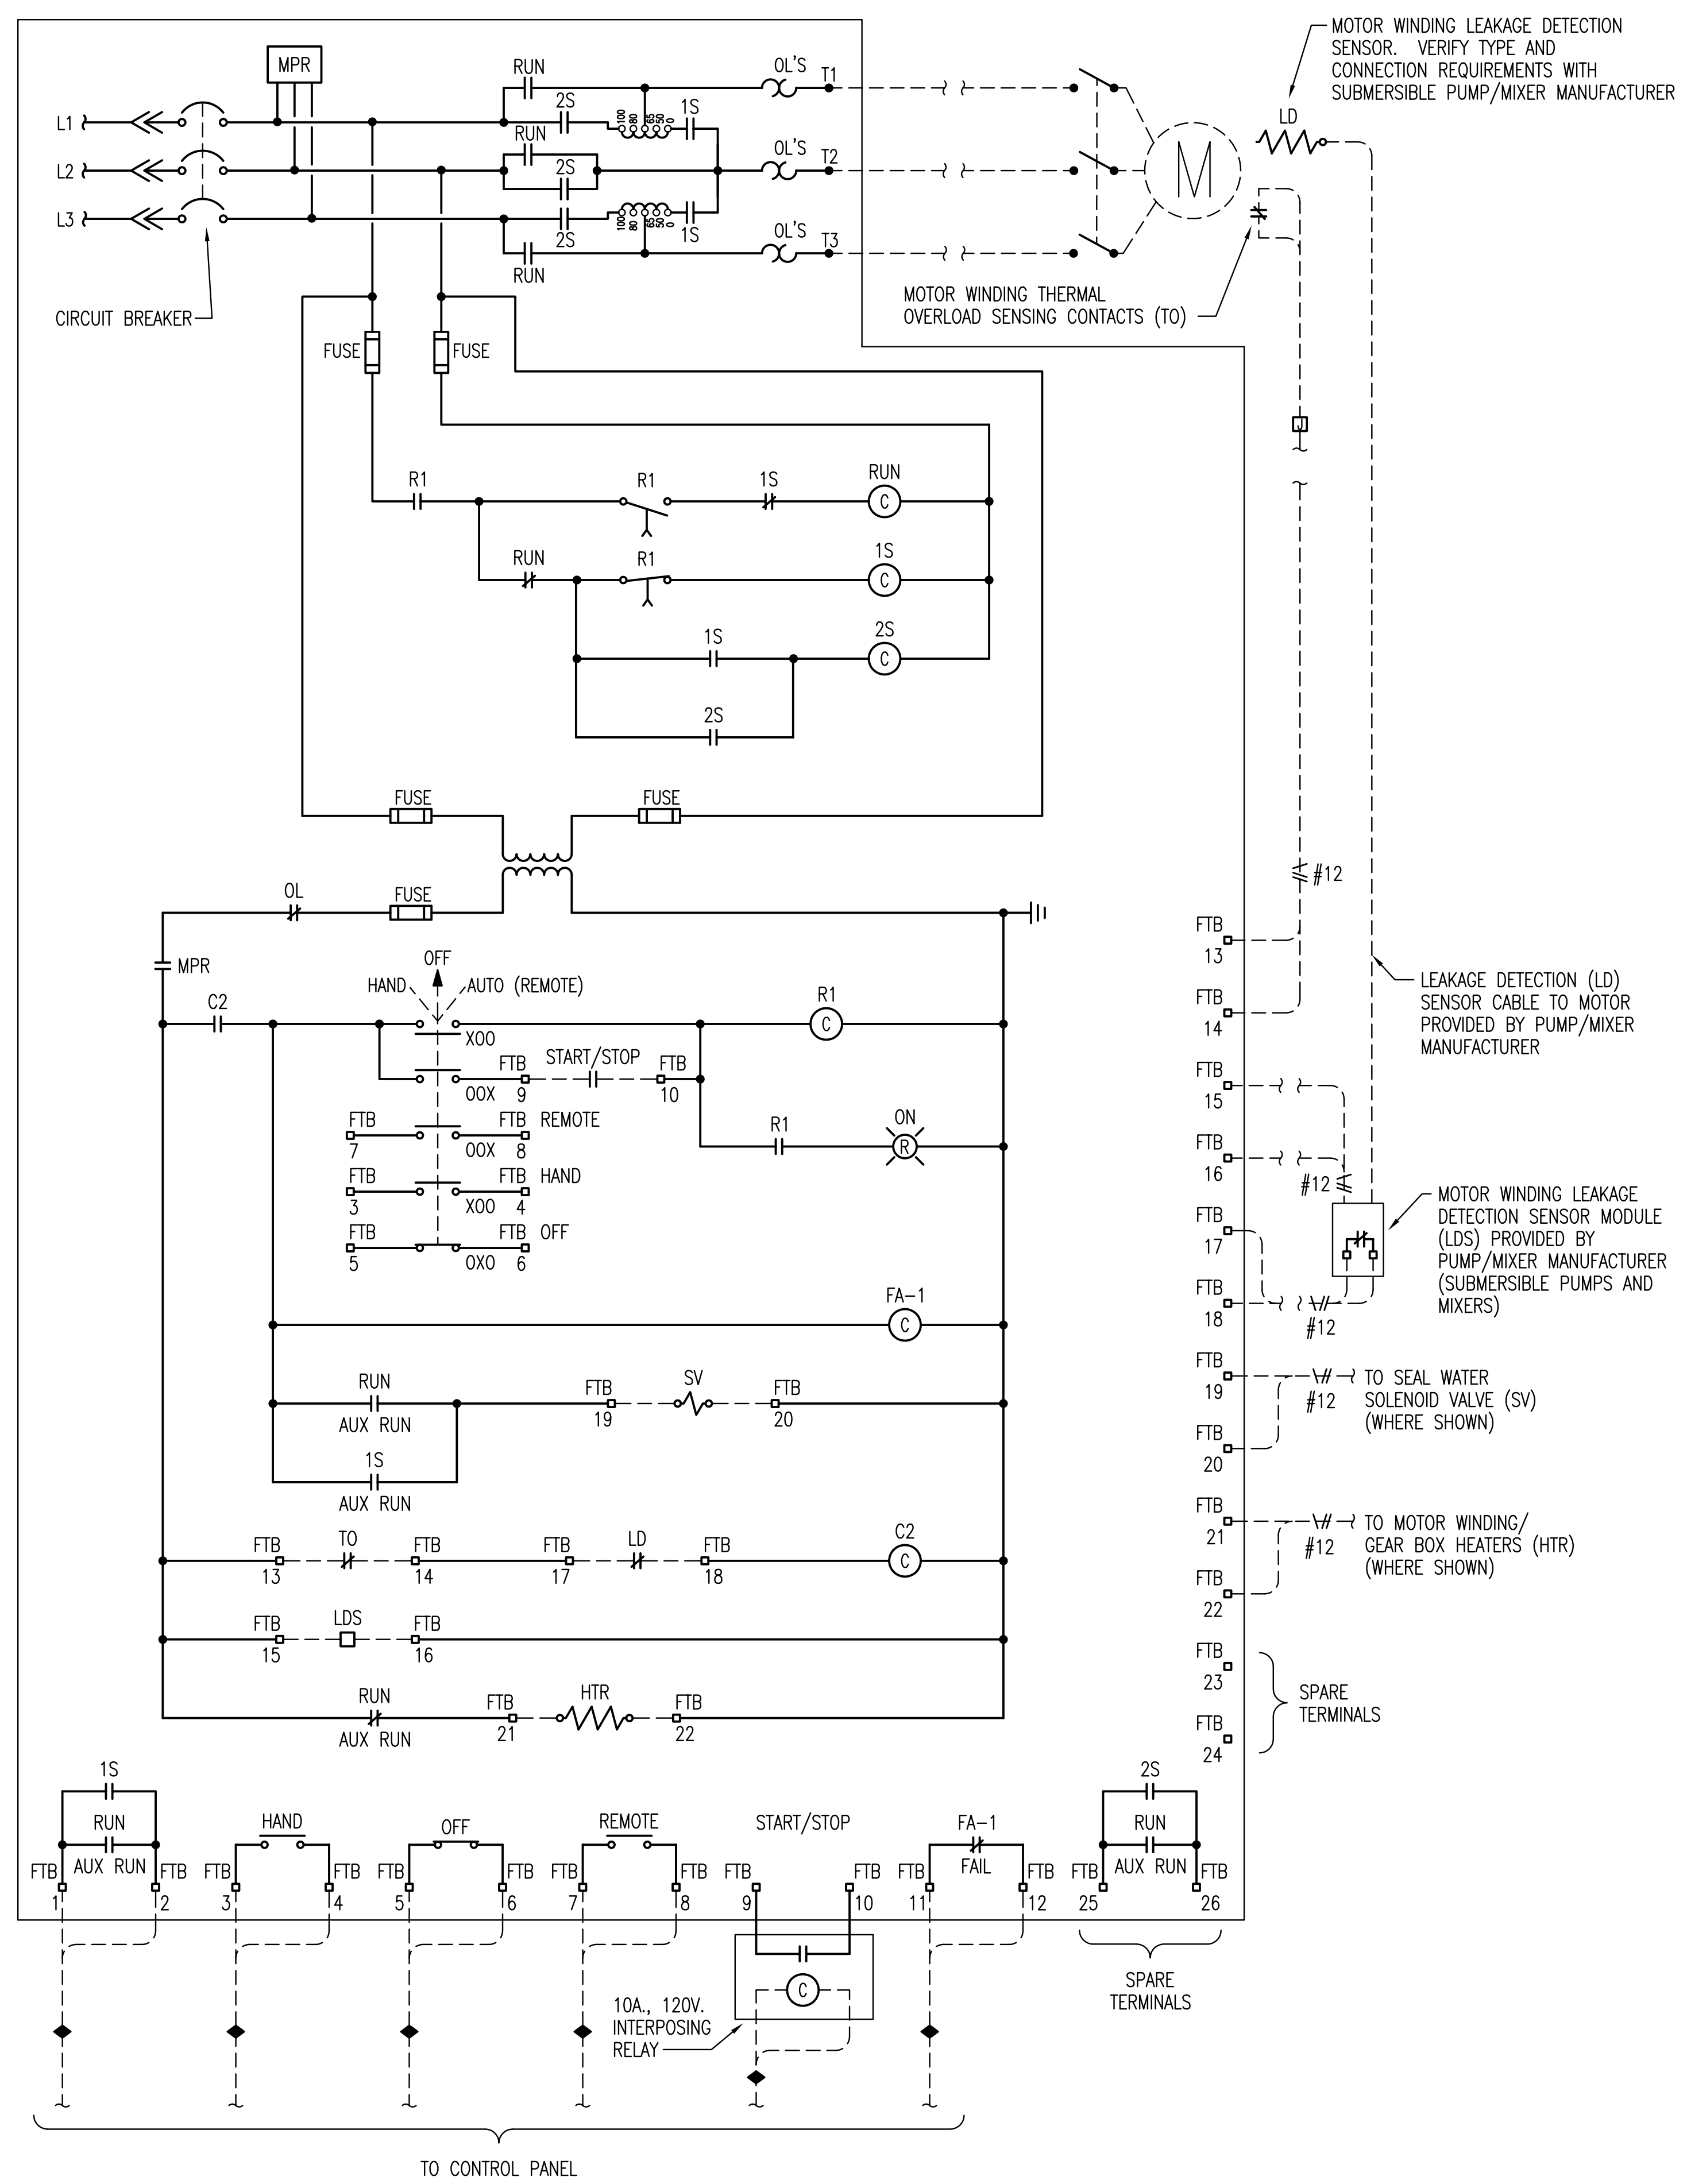 MOTOR WINDING LEAKAGE DETECTION
SENSOR. VERIFY TYPE AND
CONNECTION REQUIREMENTS WITH
SUBMERSIBLE PUMP/MIXER MANUFACTURER
LD
MPR
L1
L2
L3
CIRCUIT BREAKER
RUN
2S
100
80
65
50
0
1S
RUN
2S
2S
100
80
65
50
0
1S
RUN
OL'S
T1
OL'S
T2
OL'S
T3
M
MOTOR WINDING THERMAL
OVERLOAD SENSING CONTACTS (TO)
FUSE
FUSE
J
R1
R1
1S
RUN
C
RUN
R1
1S
C
1S
2S
C
2S
FUSE
FUSE
OL
FUSE
MPR
OFF
HAND
AUTO (REMOTE)
C2
XOO
R1
C
OOX
FTB
9
START/STOP
FTB
10
FTB
7
OOX
FTB
8
REMOTE
R1
ON
R
FTB
3
XOO
FTB
4
HAND
FTB
5
OXO
FTB
6
OFF
FA-1
C
RUN
AUX RUN
FTB
19
SV
FTB
20
1S
AUX RUN
FTB
13
TO
FTB
14
FTB
17
LD
FTB
18
C2
C
FTB
15
LDS
FTB
16
RUN
AUX RUN
FTB
21
HTR
FTB
22
#12
FTB
13
FTB
14
LEAKAGE DETECTION (LD)
SENSOR CABLE TO MOTOR
PROVIDED BY PUMP/MIXER
MANUFACTURER
FTB
15
FTB
16
#12
MOTOR WINDING LEAKAGE
DETECTION SENSOR MODULE
(LDS) PROVIDED BY
PUMP/MIXER MANUFACTURER
(SUBMERSIBLE PUMPS AND
MIXERS)
FTB
17
FTB
18
#12
FTB
19
#12
TO SEAL WATER
SOLENOID VALVE (SV)
(WHERE SHOWN)
FTB
20
FTB
21
#12
TO MOTOR WINDING/
GEAR BOX HEATERS (HTR)
(WHERE SHOWN)
FTB
22
FTB
23
FTB
24
SPARE
TERMINALS
1S
RUN
AUX RUN
FTB
1
FTB
2
HAND
FTB
3
FTB
4
OFF
FTB
5
FTB
6
REMOTE
FTB
7
FTB
8
START/STOP
FTB
9
FTB
10
FA-1
FAIL
FTB
11
FTB
12
2S
RUN
AUX RUN
FTB
25
FTB
26
C
10A., 120V.
INTERPOSING
RELAY
SPARE
TERMINALS
TO CONTROL PANEL